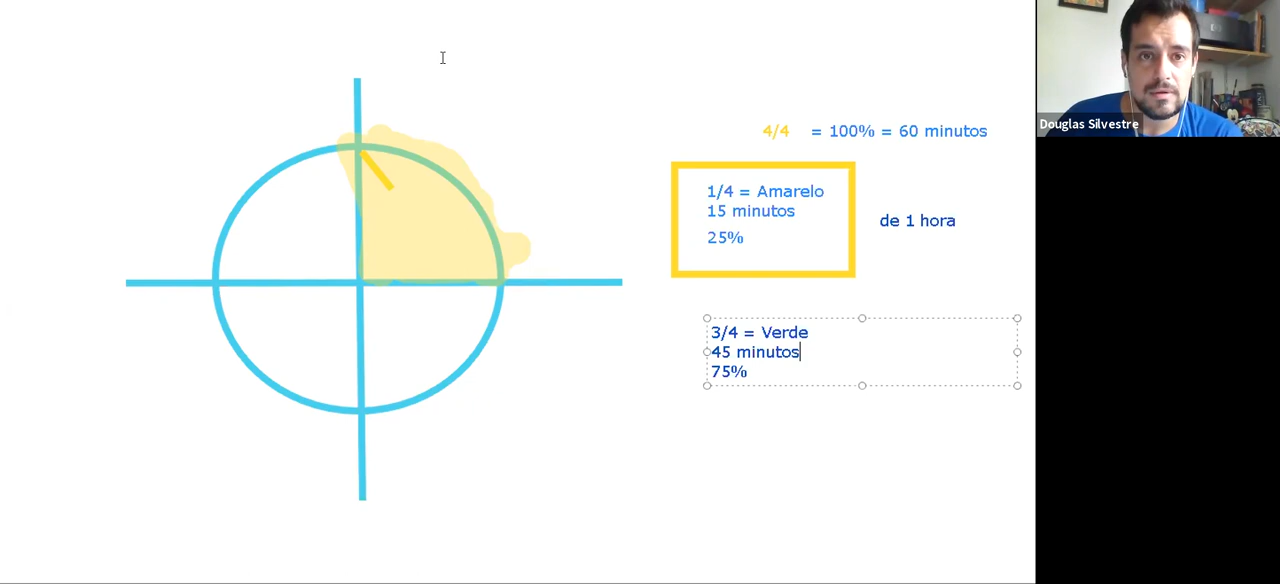 4/4 = 100% = 60 minutos
1/4 = Amarelo
15 minutos
25%
de 1 hora
3/4 = Verde
45 minutos
75%
Douglas Silvestre